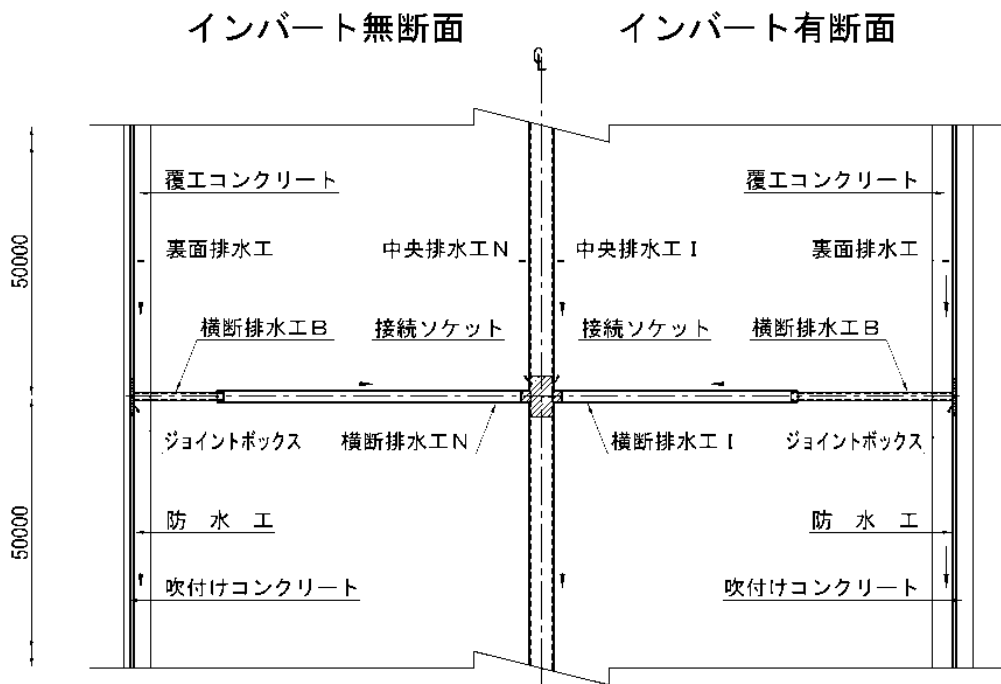 インバート無断面
インバート有断面
CL
覆工コンクリート
覆工コンクリート
50000
裏面排水工
中央排水工N
中央排水工I
裏面排水工
横断排水工B
接続ソケット
接続ソケット
横断排水工B
ジョイントボックス
横断排水工N
横断排水工I
ジョイントボックス
50000
防 水 工
防 水 工
吹付けコンクリート
吹付けコンクリート